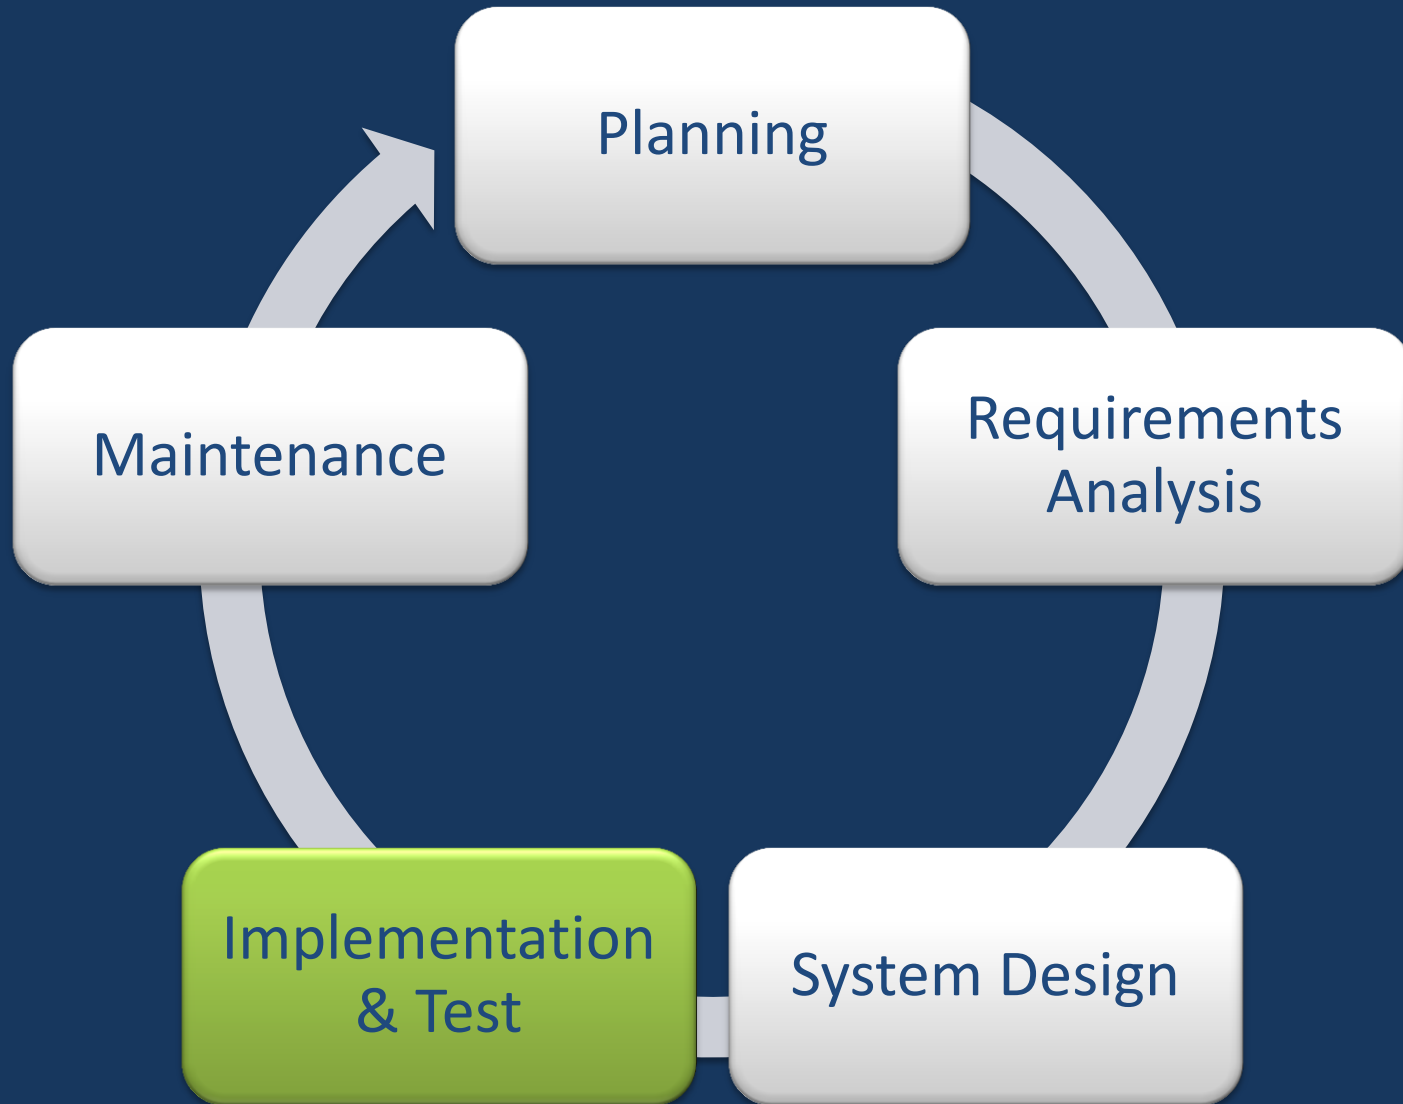 Planning
Requirements
Analysis
System Design
Implementation
& Test
Maintenance